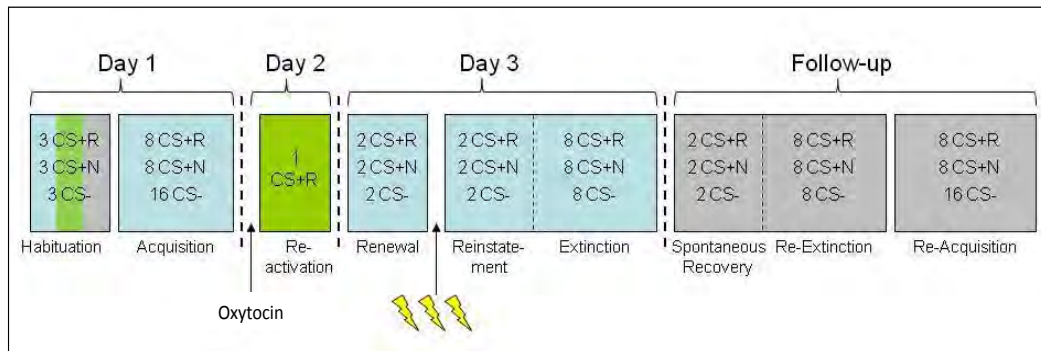 Day 1
Day 2
Day 3
Follow-up
3 CS+R
3 CS+N
3 CS-
8 CS+R
8 CS+N
16 CS-
1
CS+R
2 CS+R
2 CS+N
2 CS-
2 CS+R
2 CS+N
2 CS-
8 CS+R
8 CS+N
8 CS-
2 CS+R
2 CS+N
2 CS-
8 CS+R
8 CS+N
8 CS-
8 CS+R
8 CS+N
16 CS-
Habituation
Acquisition
Re-
activation
Renewal
Reinstate-
ment
Extinction
Spontaneous
Recovery
Re-Extinction
Re-Acquisition
Oxytocin